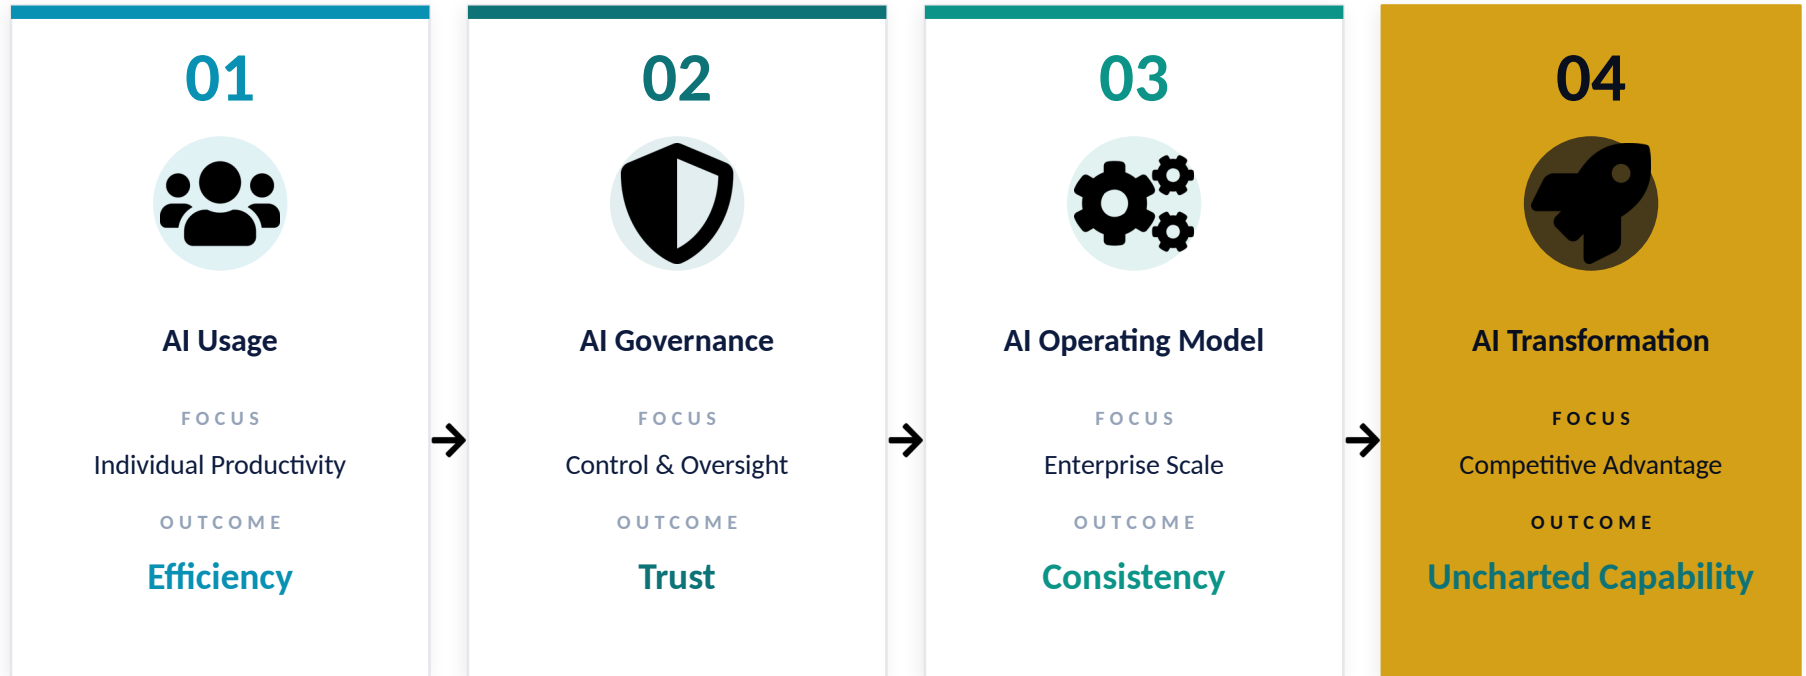 01
AI Usage
FOCUS
Individual Productivity
OUTCOME
Efficiency
02
AI Governance
FOCUS
Control & Oversight
OUTCOME
Trust
03
AI Operating Model
FOCUS
Enterprise Scale
OUTCOME
Consistency
04
AI Transformation
FOCUS
Competitive Advantage
OUTCOME
Uncharted Capability